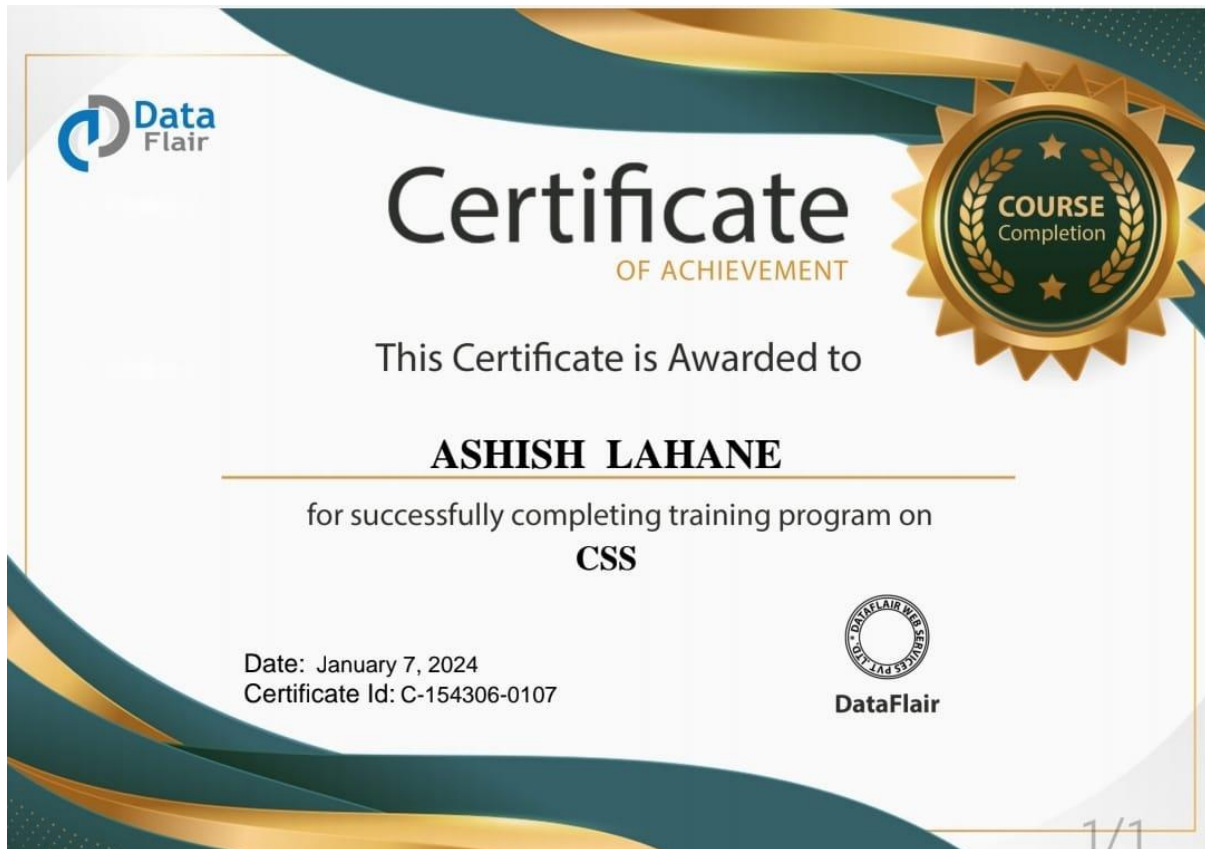 Data
Flair
Certificate
OF ACHIEVEMENT
COURSE
Completion
This Certificate is Awarded to
ASHISH LAHANE
for successfully completing training program on
CSS
Date: January 7, 2024
Certificate Id: C-154306-0107
* DATAFLAIR WEB SERVICES PVT. LTD.
DataFlair
1/1